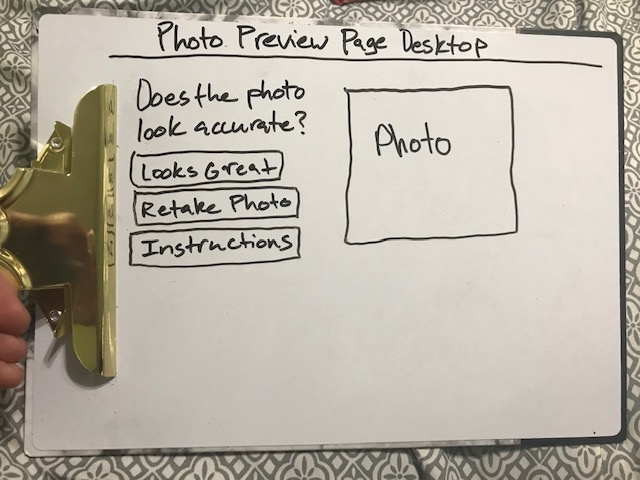 Photo Preview Page Desktop
Does the photo
look accurate?
Looks Great
Retake Photo
Instructions
Photo